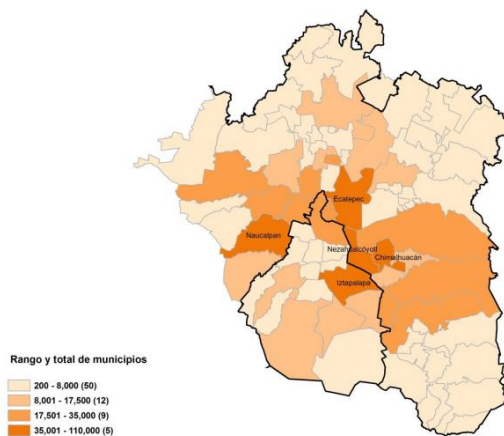 Ecatepec
Naucalpan
Nezahualcóyotl
Chimalhuacán
Iztapalapa
Rango y total de municipios
200 - 8,000 (50)
8,001 - 17,500 (12)
17,501 - 35,000 (9)
35,001 - 110,000 (5)